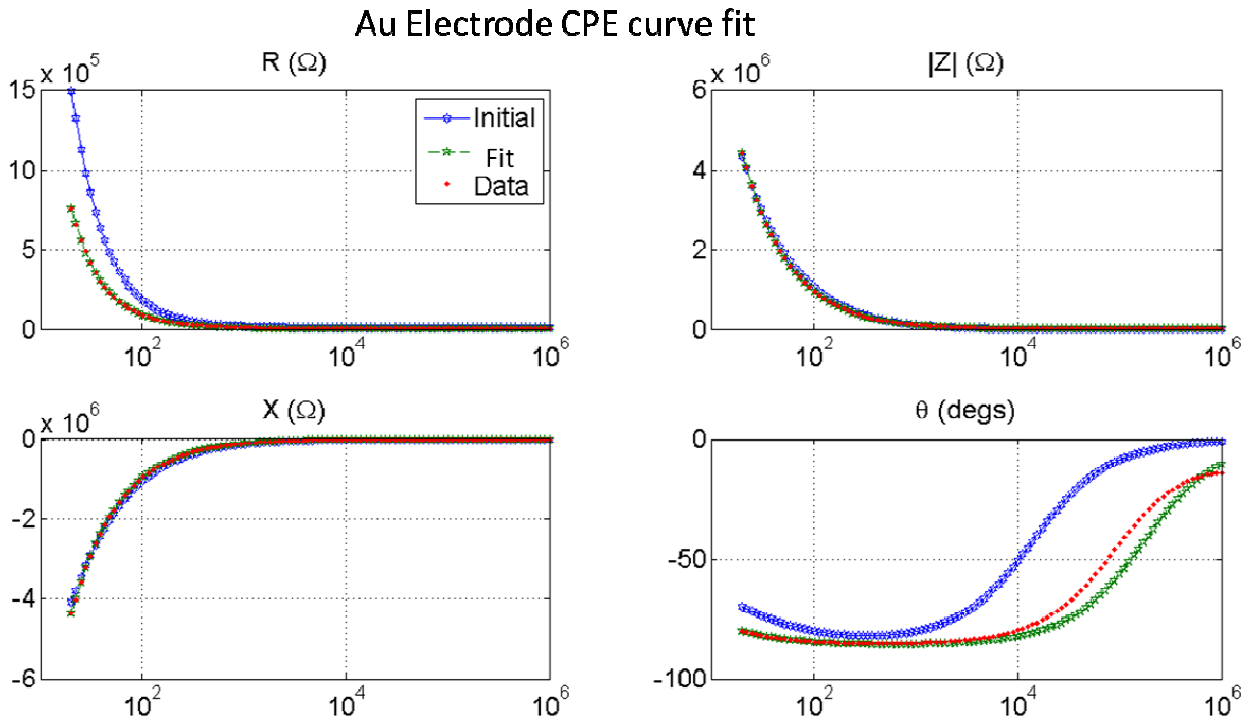 Au Electrode CPE curve fit
R (Ω)
x 10^5
15
10
5
0
10^2
10^4
10^6
Initial
Fit
Data
|Z| (Ω)
x 10^6
6
4
2
0
10^2
10^4
10^6
X (Ω)
x 10^6
0
-2
-4
-6
10^2
10^4
10^6
θ (degs)
0
-50
-100
10^2
10^4
10^6